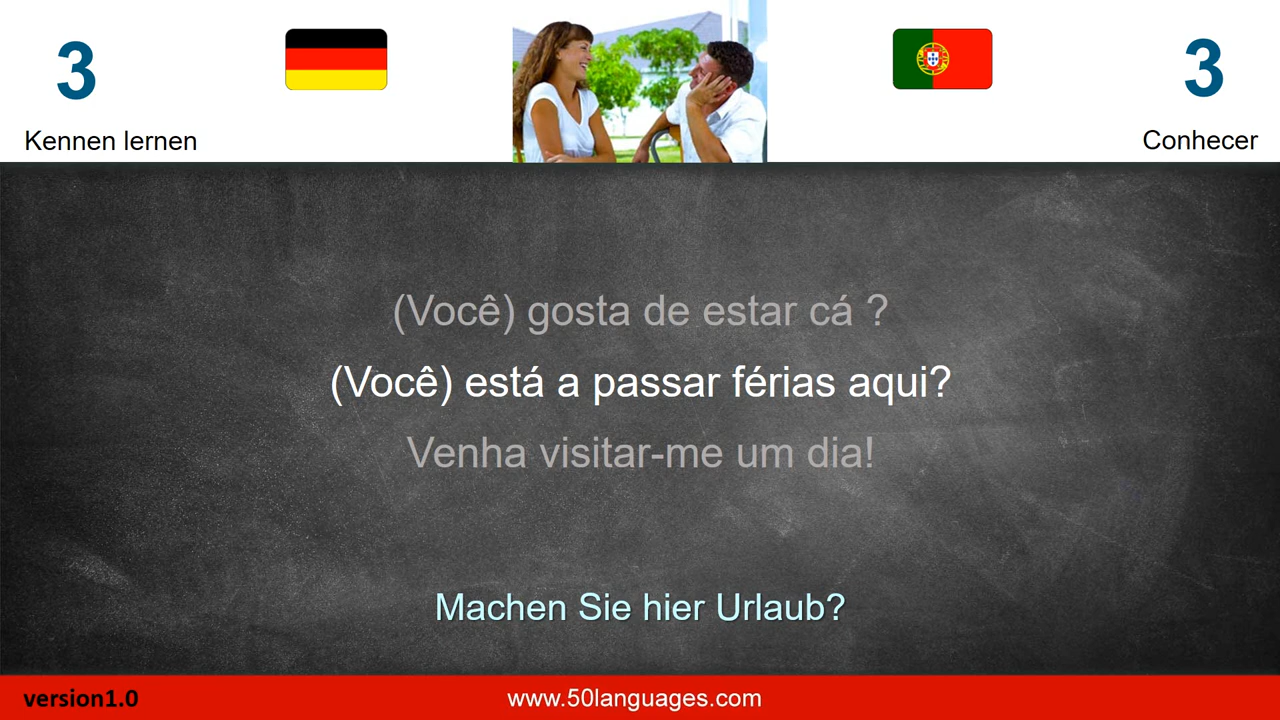 3
3
Kennen lernen
Conhecer
(Você) gosta de estar cá ?
(Você) está a passar férias aqui?
Venha visitar-me um dia!
Machen Sie hier Urlaub?
version1.0
www.50languages.com